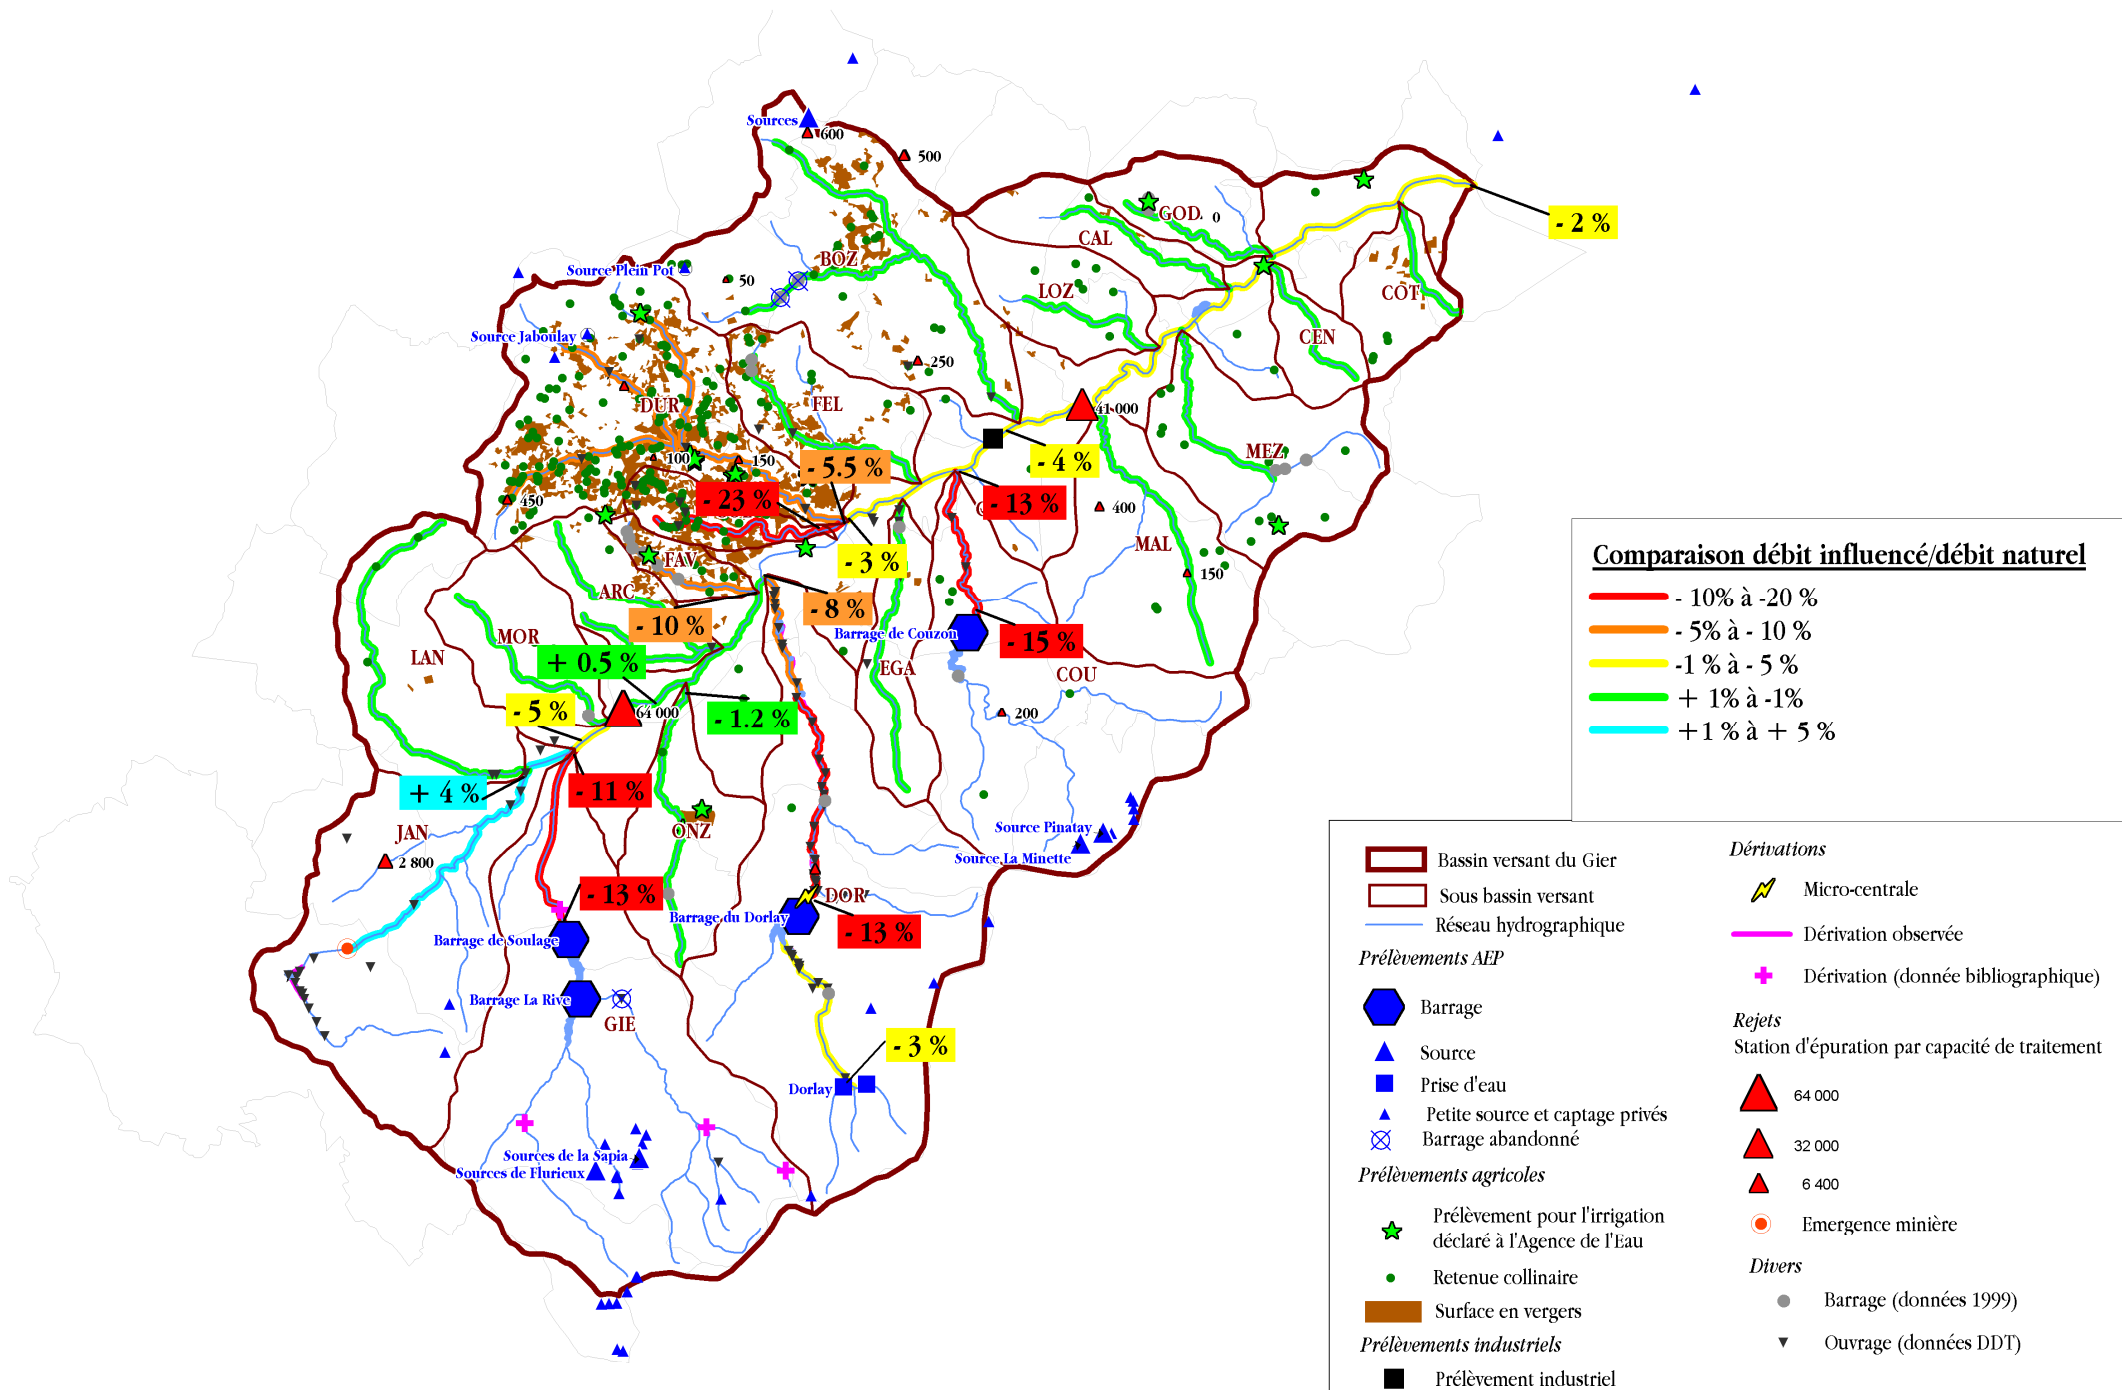 Sources
600
500
- 2 %
GOD
0
CAL
BOZ
Source Plein Pot
50
LOZ
COT
Source Jaboulay
CEN
250
DUR
FEL
41 000
100
150
- 5.5 %
- 4 %
MEZ
450
- 23 %
- 13 %
400
FAV
- 3 %
MAL
150
ARC
- 10 %
- 8 %
Barrage de Couzon
- 15 %
MOR
LAN
+ 0.5 %
EGA
COU
- 5 %
64 000
- 1.2 %
200
+ 4 %
- 11 %
JAN
ONZ
Source Pinatay
2 800
Source La Minette
- 13 %
DOR
Barrage du Dorlay
- 13 %
Barrage de Soulage
Barrage La Rive
GIE
- 3 %
Dorlay
Sources de la Sapia
Sources de Flurieux
Comparaison débit influencé/débit naturel
- 10% à -20 %
- 5% à - 10 %
-1 % à - 5 %
+ 1% à -1%
+1 % à + 5 %
Bassin versant du Gier
Sous bassin versant
Réseau hydrographique
Prélèvements AEP
Barrage
Source
Prise d'eau
Petite source et captage privés
Barrage abandonné
Prélèvements agricoles
Prélèvement pour l'irrigation
déclaré à l'Agence de l'Eau
Retenue collinaire
Surface en vergers
Prélèvements industriels
Prélèvement industriel
Dérivations
Micro-centrale
Dérivation observée
Dérivation (donnée bibliographique)
Rejets
Station d'épuration par capacité de traitement
64 000
32 000
6 400
Emergence minière
Divers
Barrage (données 1999)
Ouvrage (données DDT)